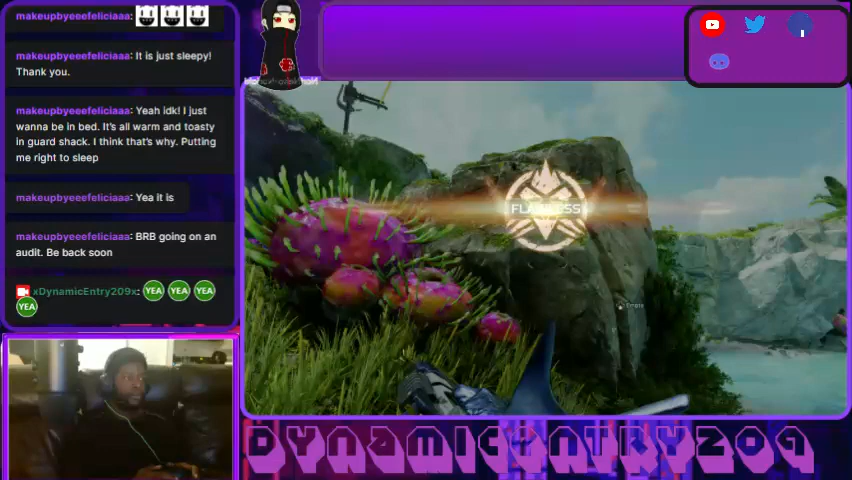 makeupbyeeefeliciaaa:
makeupbyeeefeliciaaa: It is just sleepy!
Thank you.
makeupbyeeefeliciaaa: Yeah idk! I just
wanna be in bed. It's all warm and toasty
in guard shack. I think that's why. Putting
me right to sleep
makeupbyeeefeliciaaa: Yea it is
makeupbyeeefeliciaaa: BRB going on an
audit. Be back soon
xDynamicEntry209x: YEA YEA YEA
YEA
FLAWLESS
Empty
DYNAMICENTRY209